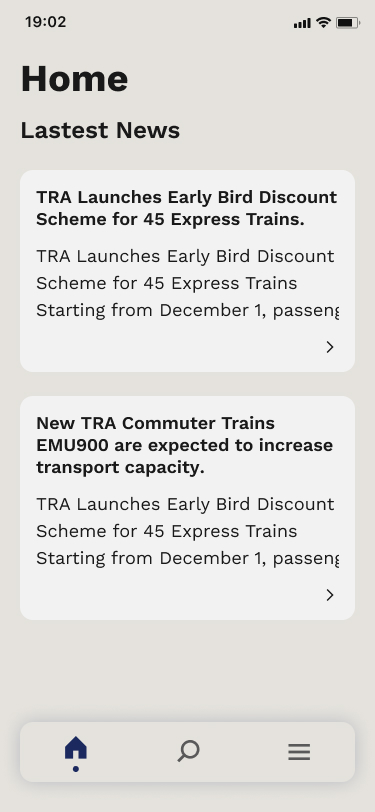 19:02
Home
Lastest News
TRA Launches Early Bird Discount
Scheme for 45 Express Trains.
TRA Launches Early Bird Discount
Scheme for 45 Express Trains
Starting from December 1, passeng
New TRA Commuter Trains
EMU900 are expected to increase
transport capacity.
TRA Launches Early Bird Discount
Scheme for 45 Express Trains
Starting from December 1, passeng